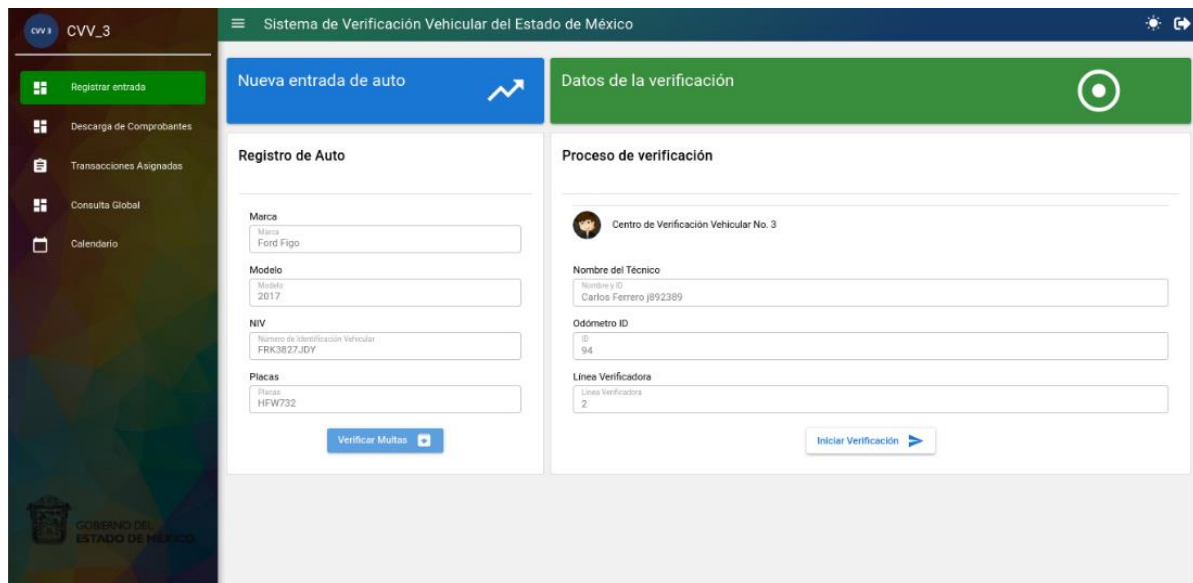 CVV 3
CVV_3
Sistema de Verificación Vehicular del Estado de México
Registrar entrada
Descarga de Comprobantes
Transacciones Asignadas
Consulta Global
Calendario
GOBIERNO DEL
ESTADO DE MÉXICO
Nueva entrada de auto
Registro de Auto
Marca
Marca
Ford Figo
Modelo
Modelo
2017
NIV
Número de Identificación Vehicular
FRK3827JDY
Placas
Placas
HFW732
Verificar Multas
Datos de la verificación
Proceso de verificación
Centro de Verificación Vehicular No. 3
Nombre del Técnico
Nombre y ID
Carlos Ferrero j892389
Odómetro ID
ID
94
Línea Verificadora
Línea Verificadora
2
Iniciar Verificación